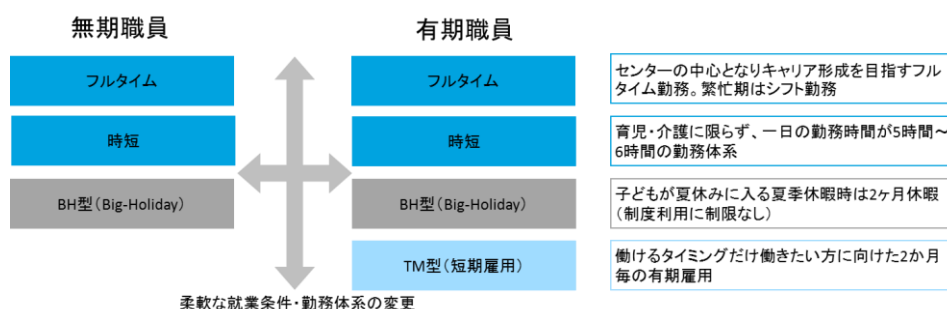 無期職員
有期職員
フルタイム
フルタイム
センターの中心となりキャリア形成を目指すフル
タイム勤務。繁忙期はシフト勤務
時短
時短
育児・介護に限らず、一日の勤務時間が5時間～
6時間の勤務体系
BH型(Big-Holiday)
BH型(Big-Holiday)
子どもが夏休みに入る夏季休暇時は2ヶ月休暇
(制度利用に制限なし)
TM型(短期雇用)
働けるタイミングだけ働きたい方に向けた2か月
毎の有期雇用
柔軟な就業条件・勤務体系の変更